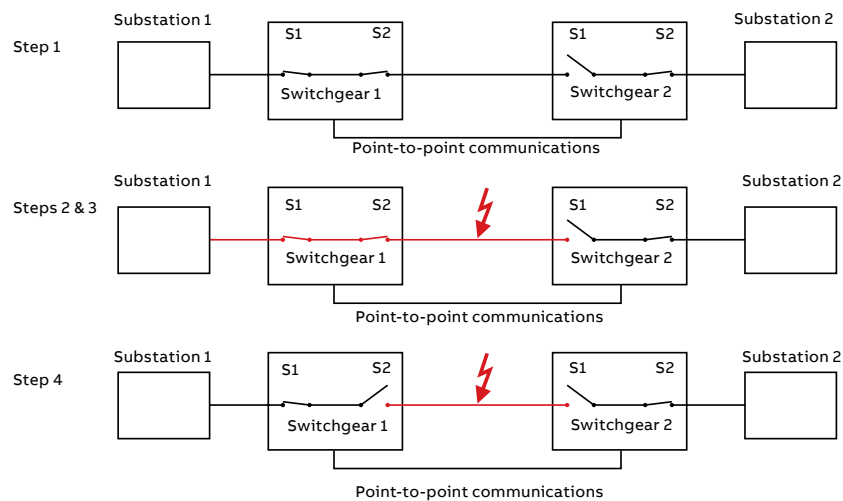 Substation 1
Substation 2
Step 1
S1
S2
S1
S2
Switchgear 1
Switchgear 2
Point-to-point communications
Substation 1
Substation 2
Steps 2 & 3
S1
S2
S1
S2
Switchgear 1
Switchgear 2
Point-to-point communications
Substation 1
Substation 2
Step 4
S1
S2
S1
S2
Switchgear 1
Switchgear 2
Point-to-point communications